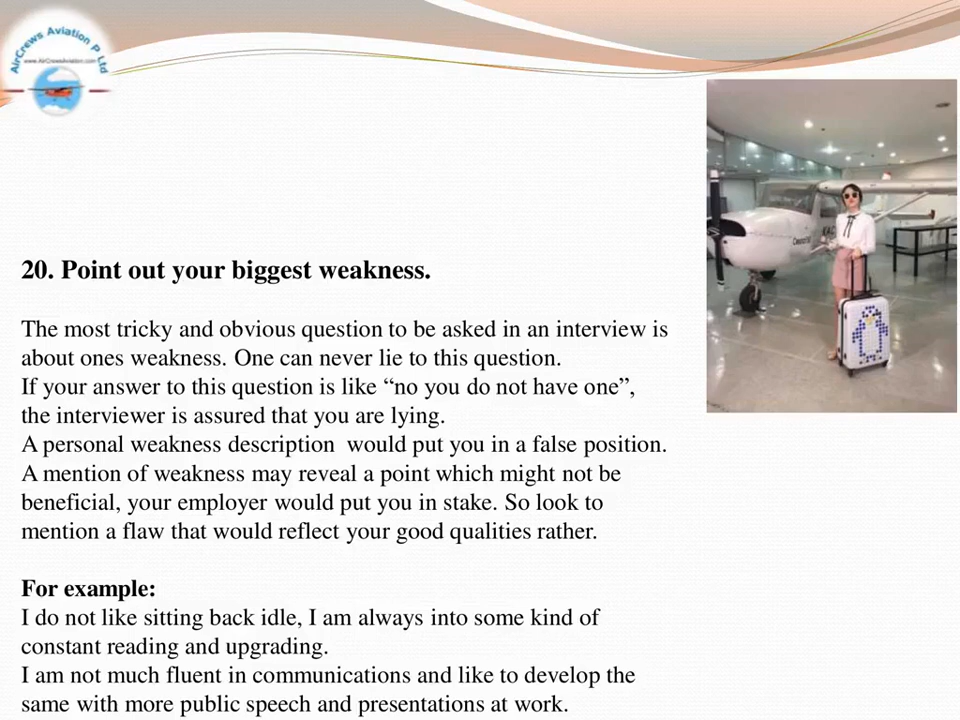 AirCrews Aviation P Ltd
www.AirCrewsAviation.com
20. Point out your biggest weakness.
The most tricky and obvious question to be asked in an interview is
about ones weakness. One can never lie to this question.
If your answer to this question is like “no you do not have one”,
the interviewer is assured that you are lying.
A personal weakness description would put you in a false position.
A mention of weakness may reveal a point which might not be
beneficial, your employer would put you in stake. So look to
mention a flaw that would reflect your good qualities rather.
For example:
I do not like sitting back idle, I am always into some kind of
constant reading and upgrading.
I am not much fluent in communications and like to develop the
same with more public speech and presentations at work.